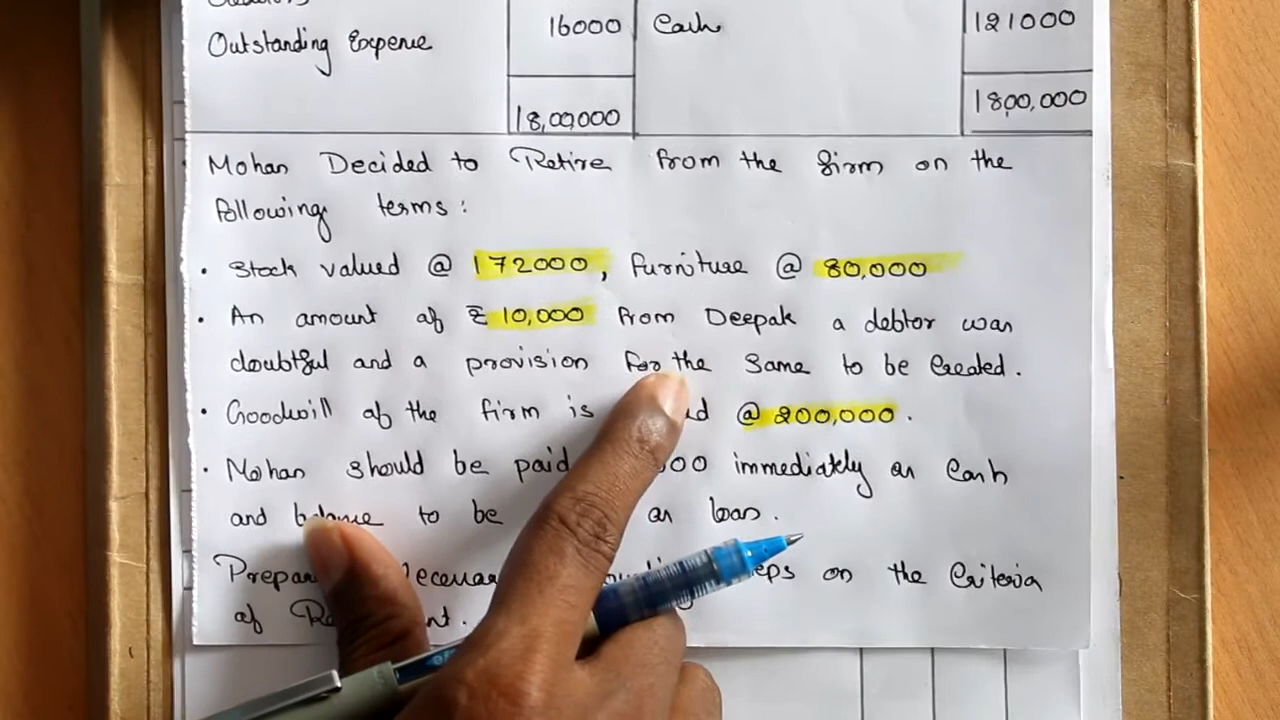 Outstanding Expense 16000 Cash 121000
18,00,000 1800,000
Mohan Decided to Retire from the firm on the
following terms:
• Stock valued @ 172000, furniture @ 80,000
• An amount of ₹ 10,000 from Deepak a debtor was
doubtful and a provision for the same to be Created.
• Goodwill of the firm is @ 200,000.
• Mohan should be paid immediately as Cash
and balance to be as loan.
on the Criteria
of